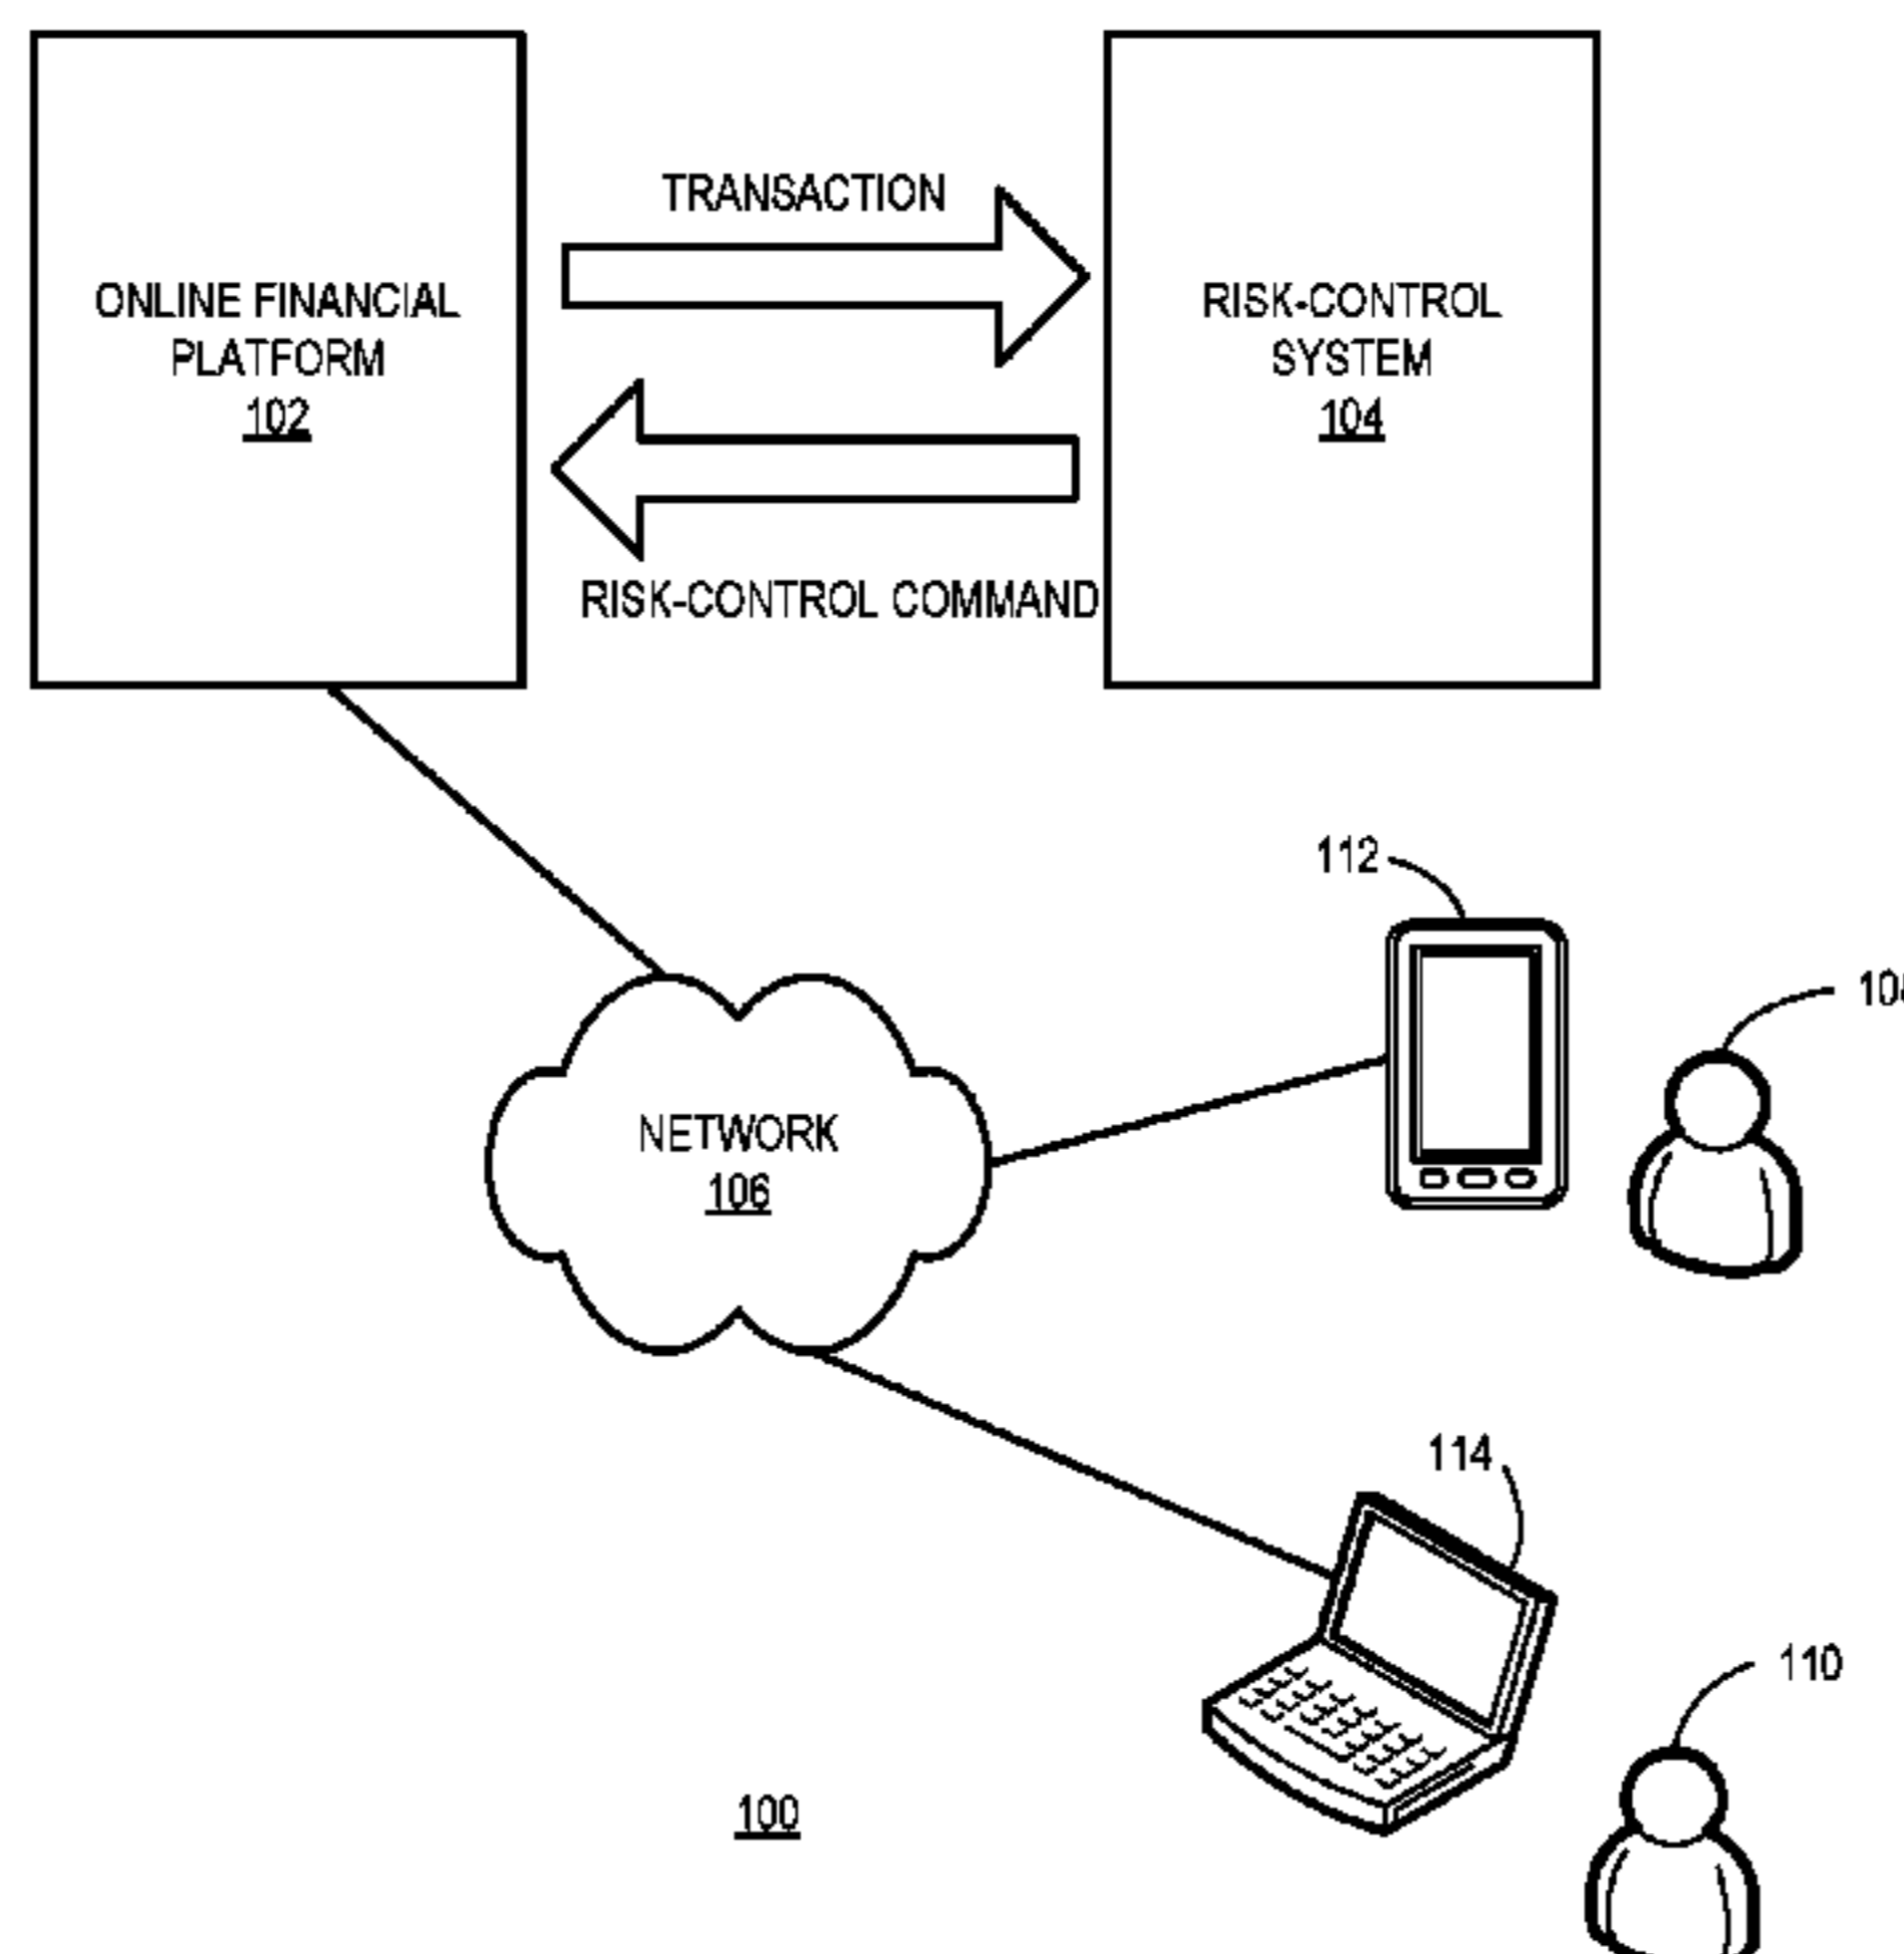 TRANSACTION
ONLINE FINANCIAL
PLATFORM
102
RISK-CONTROL
SYSTEM
104
RISK-CONTROL COMMAND
112
NETWORK
106
114
110
100